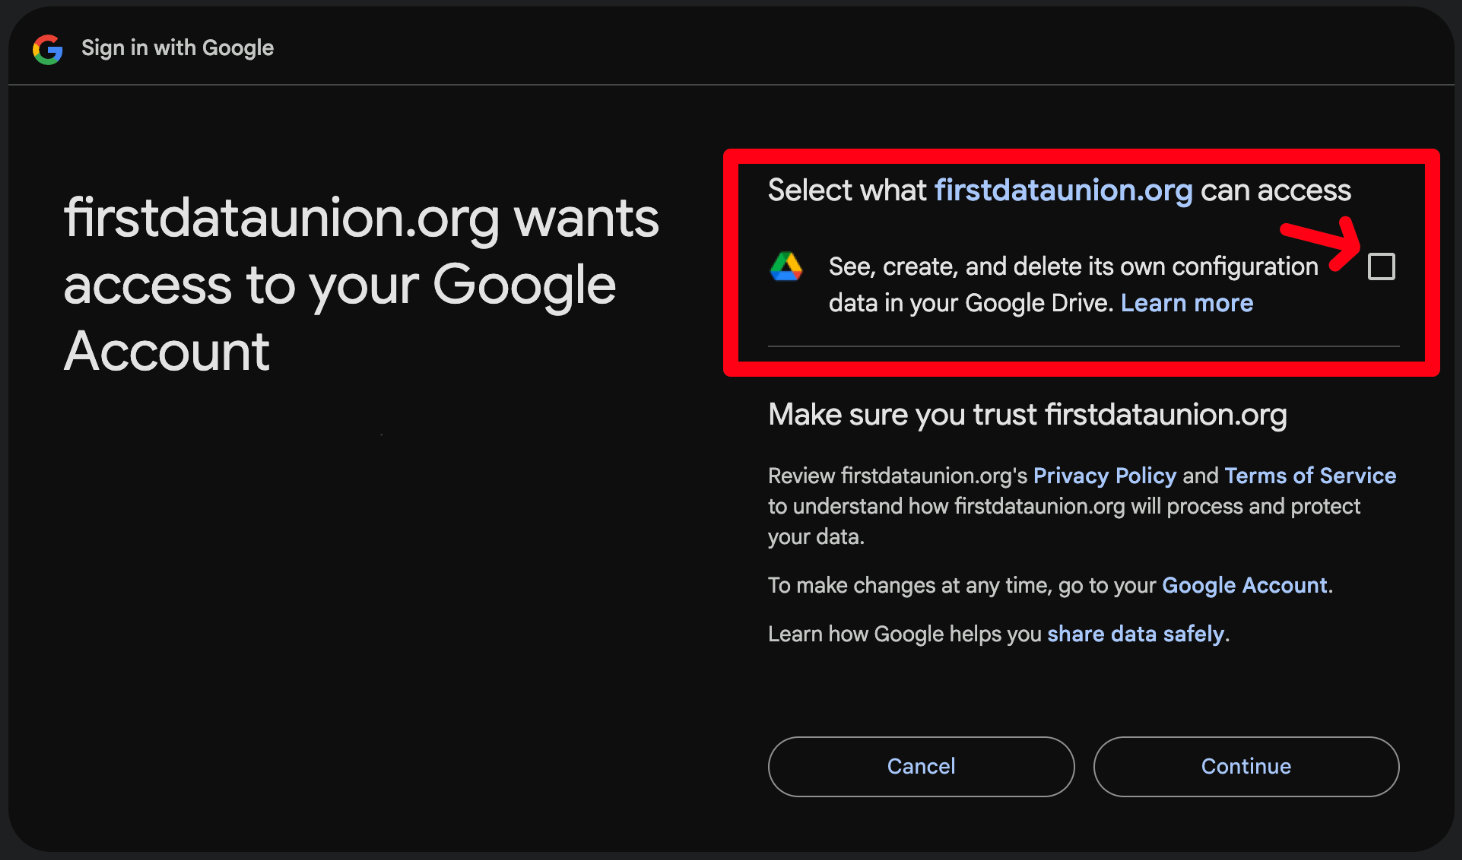 Sign in with Google
firstdataunion.org wants
access to your Google
Account
Select what firstdataunion.org can access
See, create, and delete its own configuration
data in your Google Drive. Learn more
Make sure you trust firstdataunion.org
Review firstdataunion.org's Privacy Policy and Terms of Service
to understand how firstdataunion.org will process and protect
your data.
To make changes at any time, go to your Google Account.
Learn how Google helps you share data safely.
Cancel
Continue